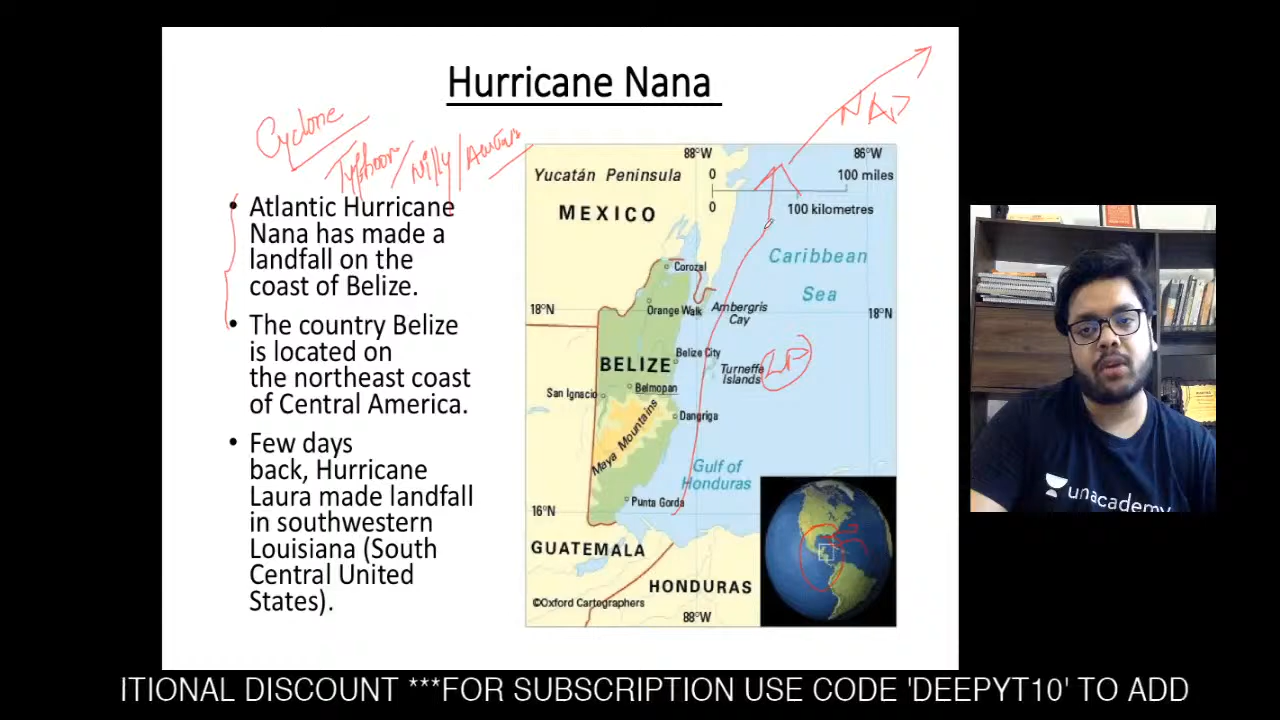 Hurricane Nana
Cyclone
Typhoon/Willy/
• Atlantic Hurricane
Nana has made a
landfall on the
coast of Belize.
• The country Belize
is located on
the northeast coast
of Central America.
• Few days
back, Hurricane
Laura made landfall
in southwestern
Louisiana (South
Central United
States).
NAD
88°W
86°W
0
100 miles
0
100 kilometres
Yucatán Peninsula
MEXICO
Caribbean
Sea
Corozal
18°N
Orange Walk
Ambergris
Cay
18°N
BELIZE
Belize City
Turneffe
Islands
LP
San Ignacio
Belmopan
Maya Mountains
Dangriga
Gulf of
Honduras
16°N
Punta Gorda
GUATEMALA
HONDURAS
©Oxford Cartographers
88°W
unacademy
ITIONAL DISCOUNT ***FOR SUBSCRIPTION USE CODE 'DEEPYT10' TO ADD